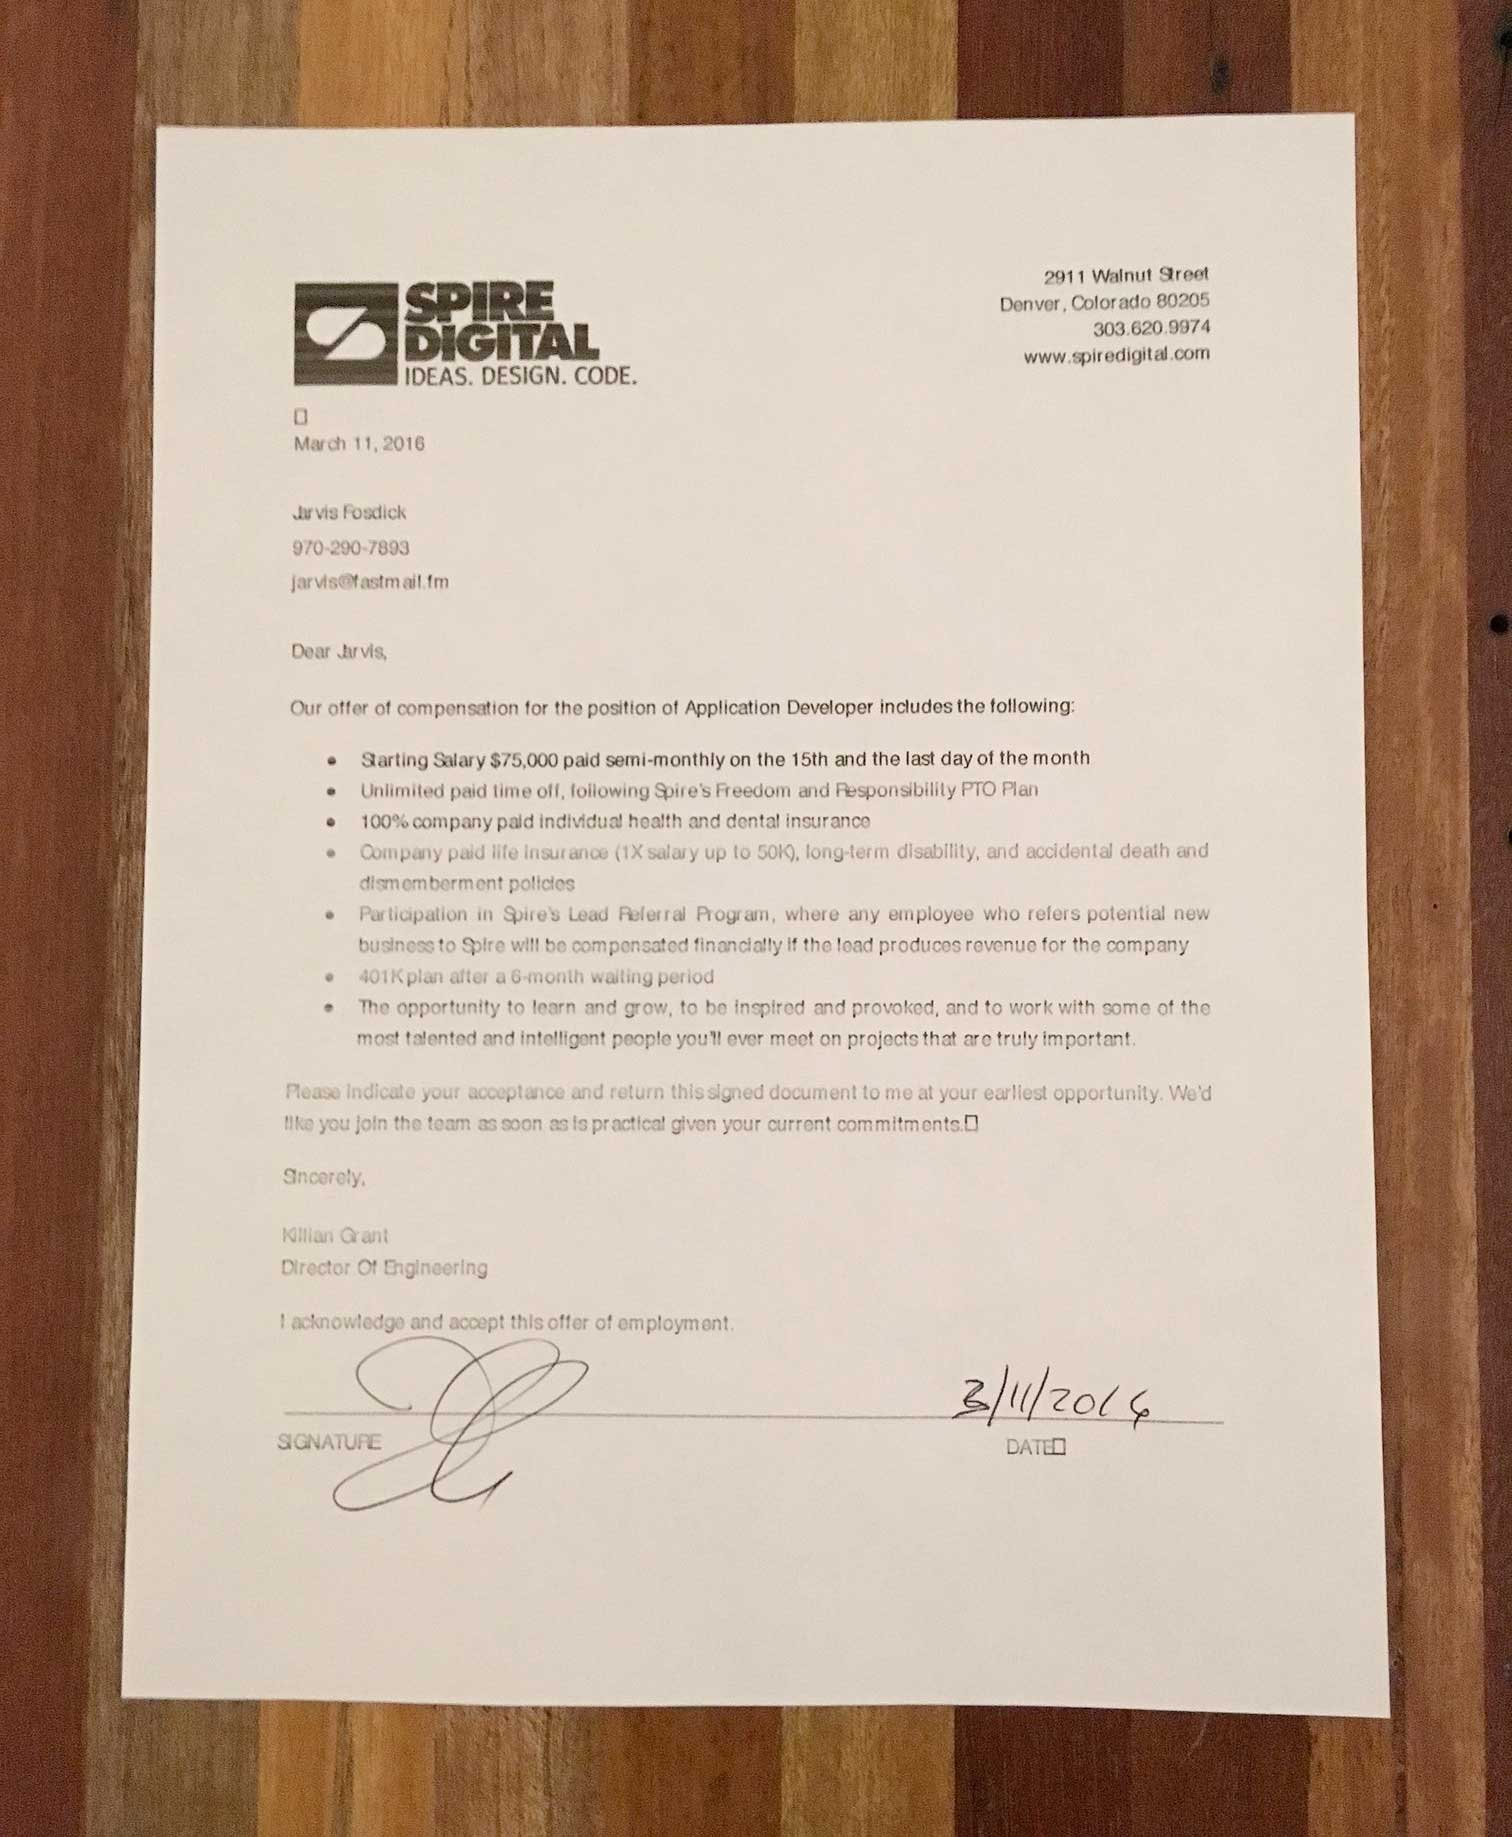 SPIRE
DIGITAL
IDEAS. DESIGN. CODE.
2911 Walnut Street
Denver, Colorado 80205
303.620.9974
www.spiredigital.com
March 11, 2016
Jarvis Fosdick
970-290-7893
jarvis@fastmail.fm
Dear Jarvis,
Our offer of compensation for the position of Application Developer includes the following:
• Starting Salary $75,000 paid semi-monthly on the 15th and the last day of the month
• Unlimited paid time off, following Spire's Freedom and Responsibility PTO Plan
• 100% company paid individual health and dental insurance
• Company paid life insurance (1X salary up to 50K), long-term disability, and accidental death and
dismemberment policies
• Participation in Spire's Lead Referral Program, where any employee who refers potential new
business to Spire will be compensated financially if the lead produces revenue for the company
• 401K plan after a 6-month waiting period
• The opportunity to learn and grow, to be inspired and provoked, and to work with some of the
most talented and intelligent people you'll ever meet on projects that are truly important.
Please indicate your acceptance and return this signed document to me at your earliest opportunity. We'd
like you join the team as soon as is practical given your current commitments.
Sincerely,
Killian Grant
Director Of Engineering
I acknowledge and accept this offer of employment.
3/11/2016
SIGNATURE
DATE